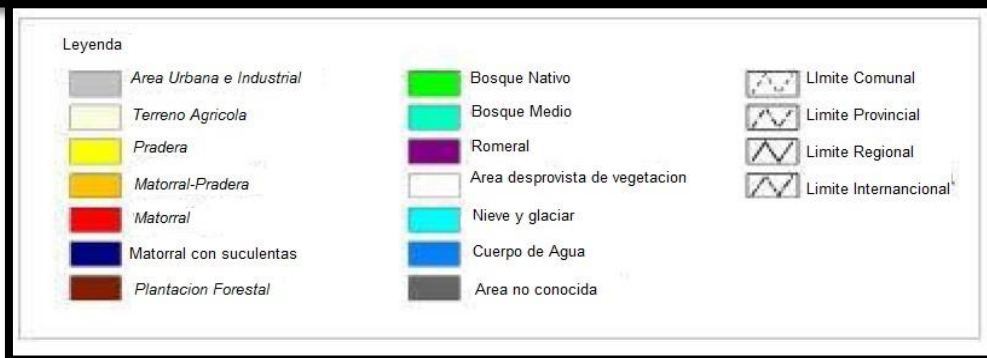 Leyenda
Area Urbana e Industrial
Terreno Agricola
Pradera
Matorral-Pradera
Matorral
Matorral con suculentas
Plantacion Forestal
Bosque Nativo
Bosque Medio
Romeral
Area desprovista de vegetacion
Nieve y glaciar
Cuerpo de Agua
Area no conocida
LImite Comunal
Limite Provincial
Limite Regional
Limite Internancional